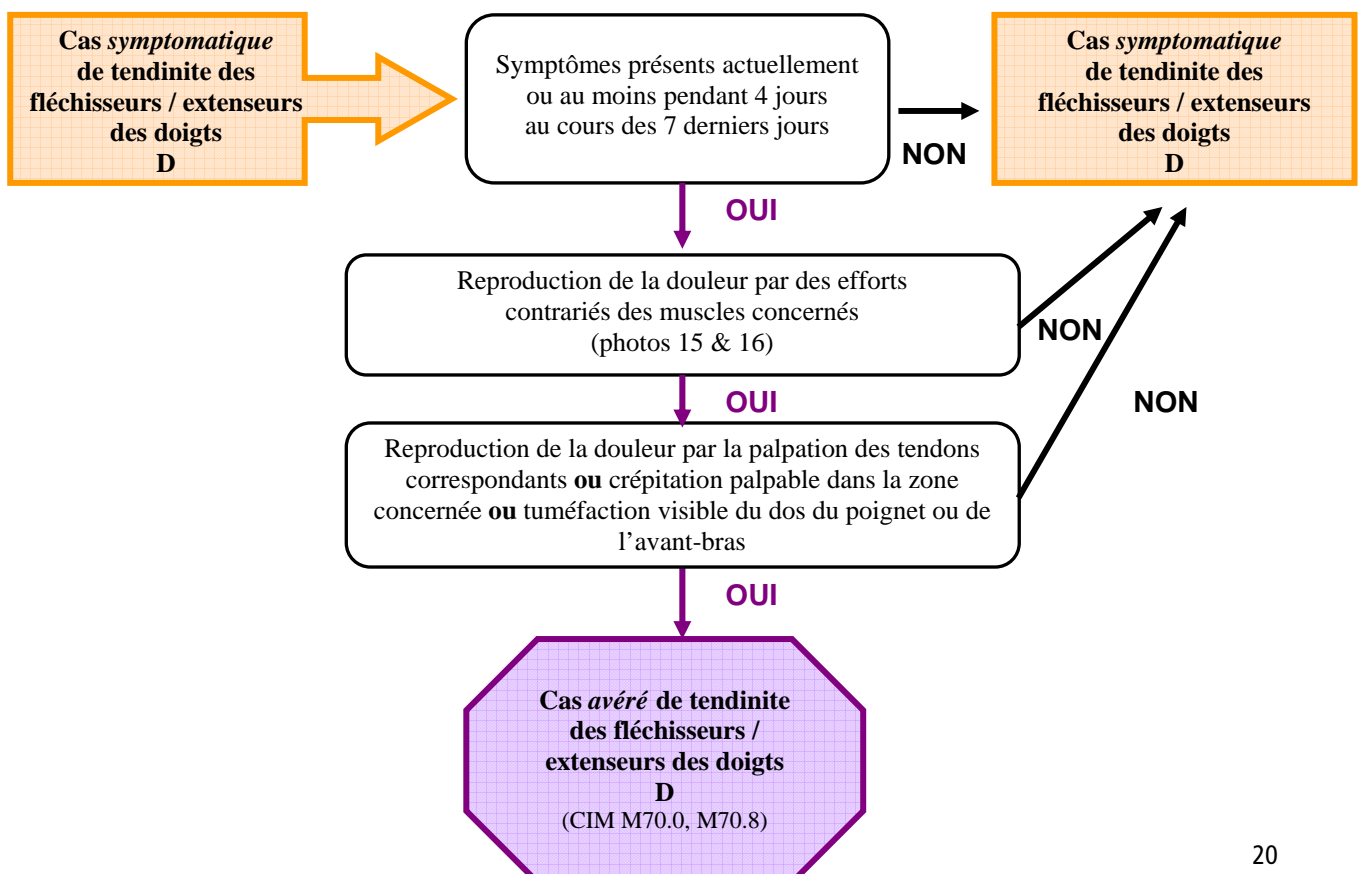 Cas symptomatique
de tendinite des
fléchisseurs / extenseurs
des doigts
D
Symptômes présents actuellement
ou au moins pendant 4 jours
au cours des 7 derniers jours
NON
Cas symptomatique
de tendinite des
fléchisseurs / extenseurs
des doigts
D
OUI
Reproduction de la douleur par des efforts
contrariés des muscles concernés
(photos 15 & 16)
NON
OUI
NON
Reproduction de la douleur par la palpation des tendons
correspondants ou crépitation palpable dans la zone
concernée ou tuméfaction visible du dos du poignet ou de
l’avant-bras
OUI
Cas avéré de tendinite
des fléchisseurs /
extenseurs des doigts
D
(CIM M70.0, M70.8)
20